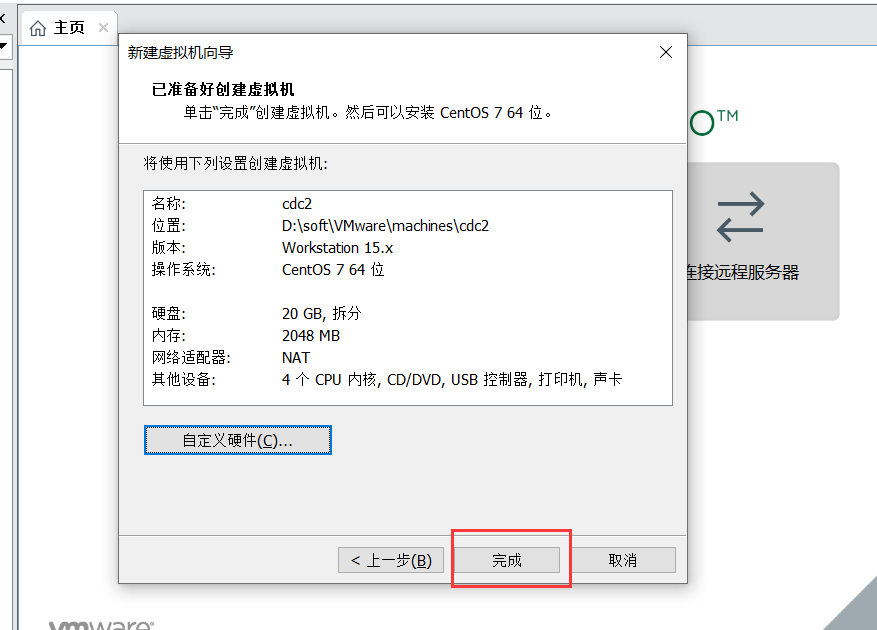 主页
新建虚拟机向导
已准备好创建虚拟机
单击“完成”创建虚拟机。然后可以安装 CentOS 7 64 位。
O™
将使用下列设置创建虚拟机:
名称: cdc2
位置: D:\soft\VMware\machines\cdc2
版本: Workstation 15.x
操作系统: CentOS 7 64 位
连接远程服务器
硬盘: 20 GB, 拆分
内存: 2048 MB
网络适配器: NAT
其他设备: 4 个 CPU 内核, CD/DVD, USB 控制器, 打印机, 声卡
自定义硬件(C)...
< 上一步(B)
完成
取消
vmware